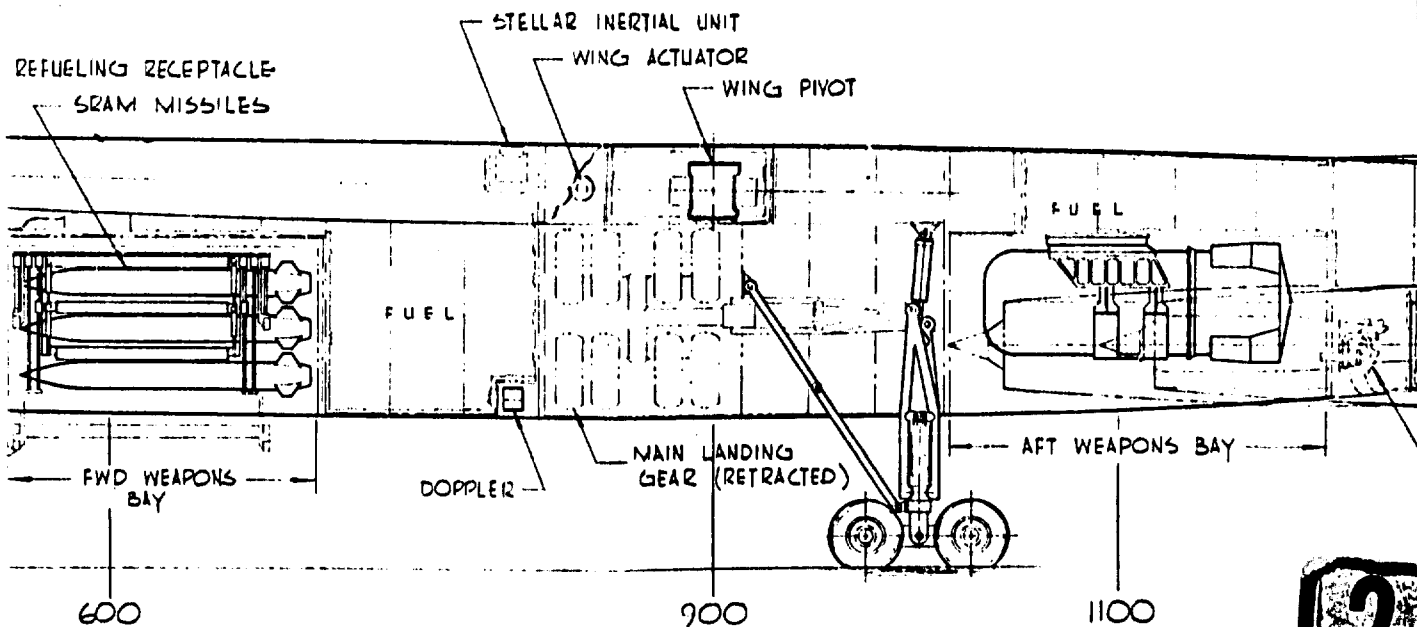 STELLAR INERTIAL UNIT
WING ACTUATOR
WING PIVOT
REFUELING RECEPTACLE
SRAM MISSILES
FUEL
FUEL
FWD WEAPONS
BAY
DOPPLER
MAIN LANDING
GEAR (RETRACTED)
AFT WEAPONS BAY
600
900
1100
2